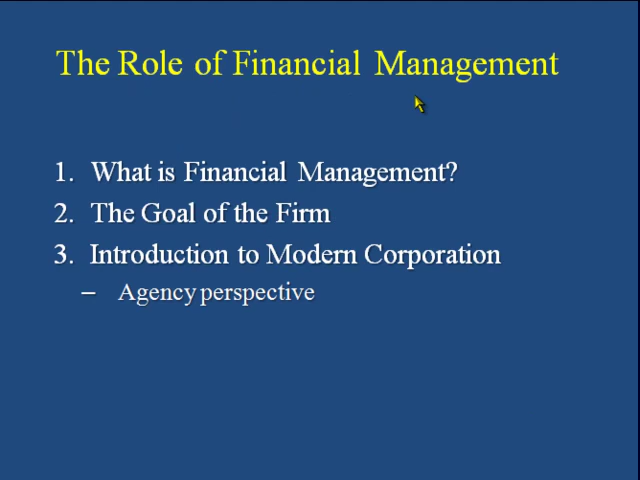 The Role of Financial Management
1. What is Financial Management?
2. The Goal of the Firm
3. Introduction to Modern Corporation
– Agency perspective